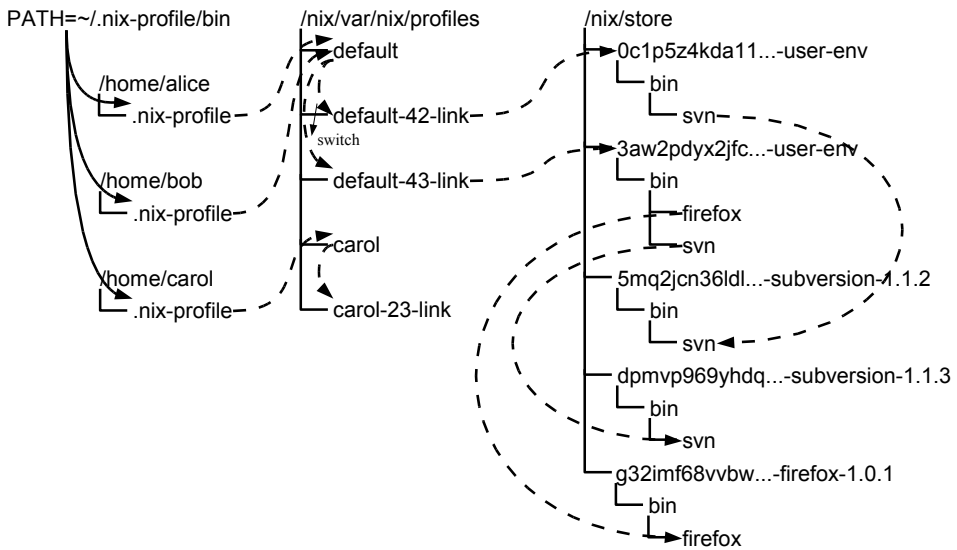 PATH=~/.nix-profile/bin
/home/alice
.nix-profile
/home/bob
.nix-profile
/home/carol
.nix-profile
/nix/var/nix/profiles
default
default-42-link
switch
default-43-link
carol
carol-23-link
/nix/store
0c1p5z4kda11...-user-env
bin
svn
3aw2pdyx2jfc...-user-env
bin
firefox
svn
5mq2jcn36ldl...-subversion-1.1.2
bin
svn
dpmvp969yhdq...-subversion-1.1.3
bin
svn
g32imf68vvbw...-firefox-1.0.1
bin
firefox